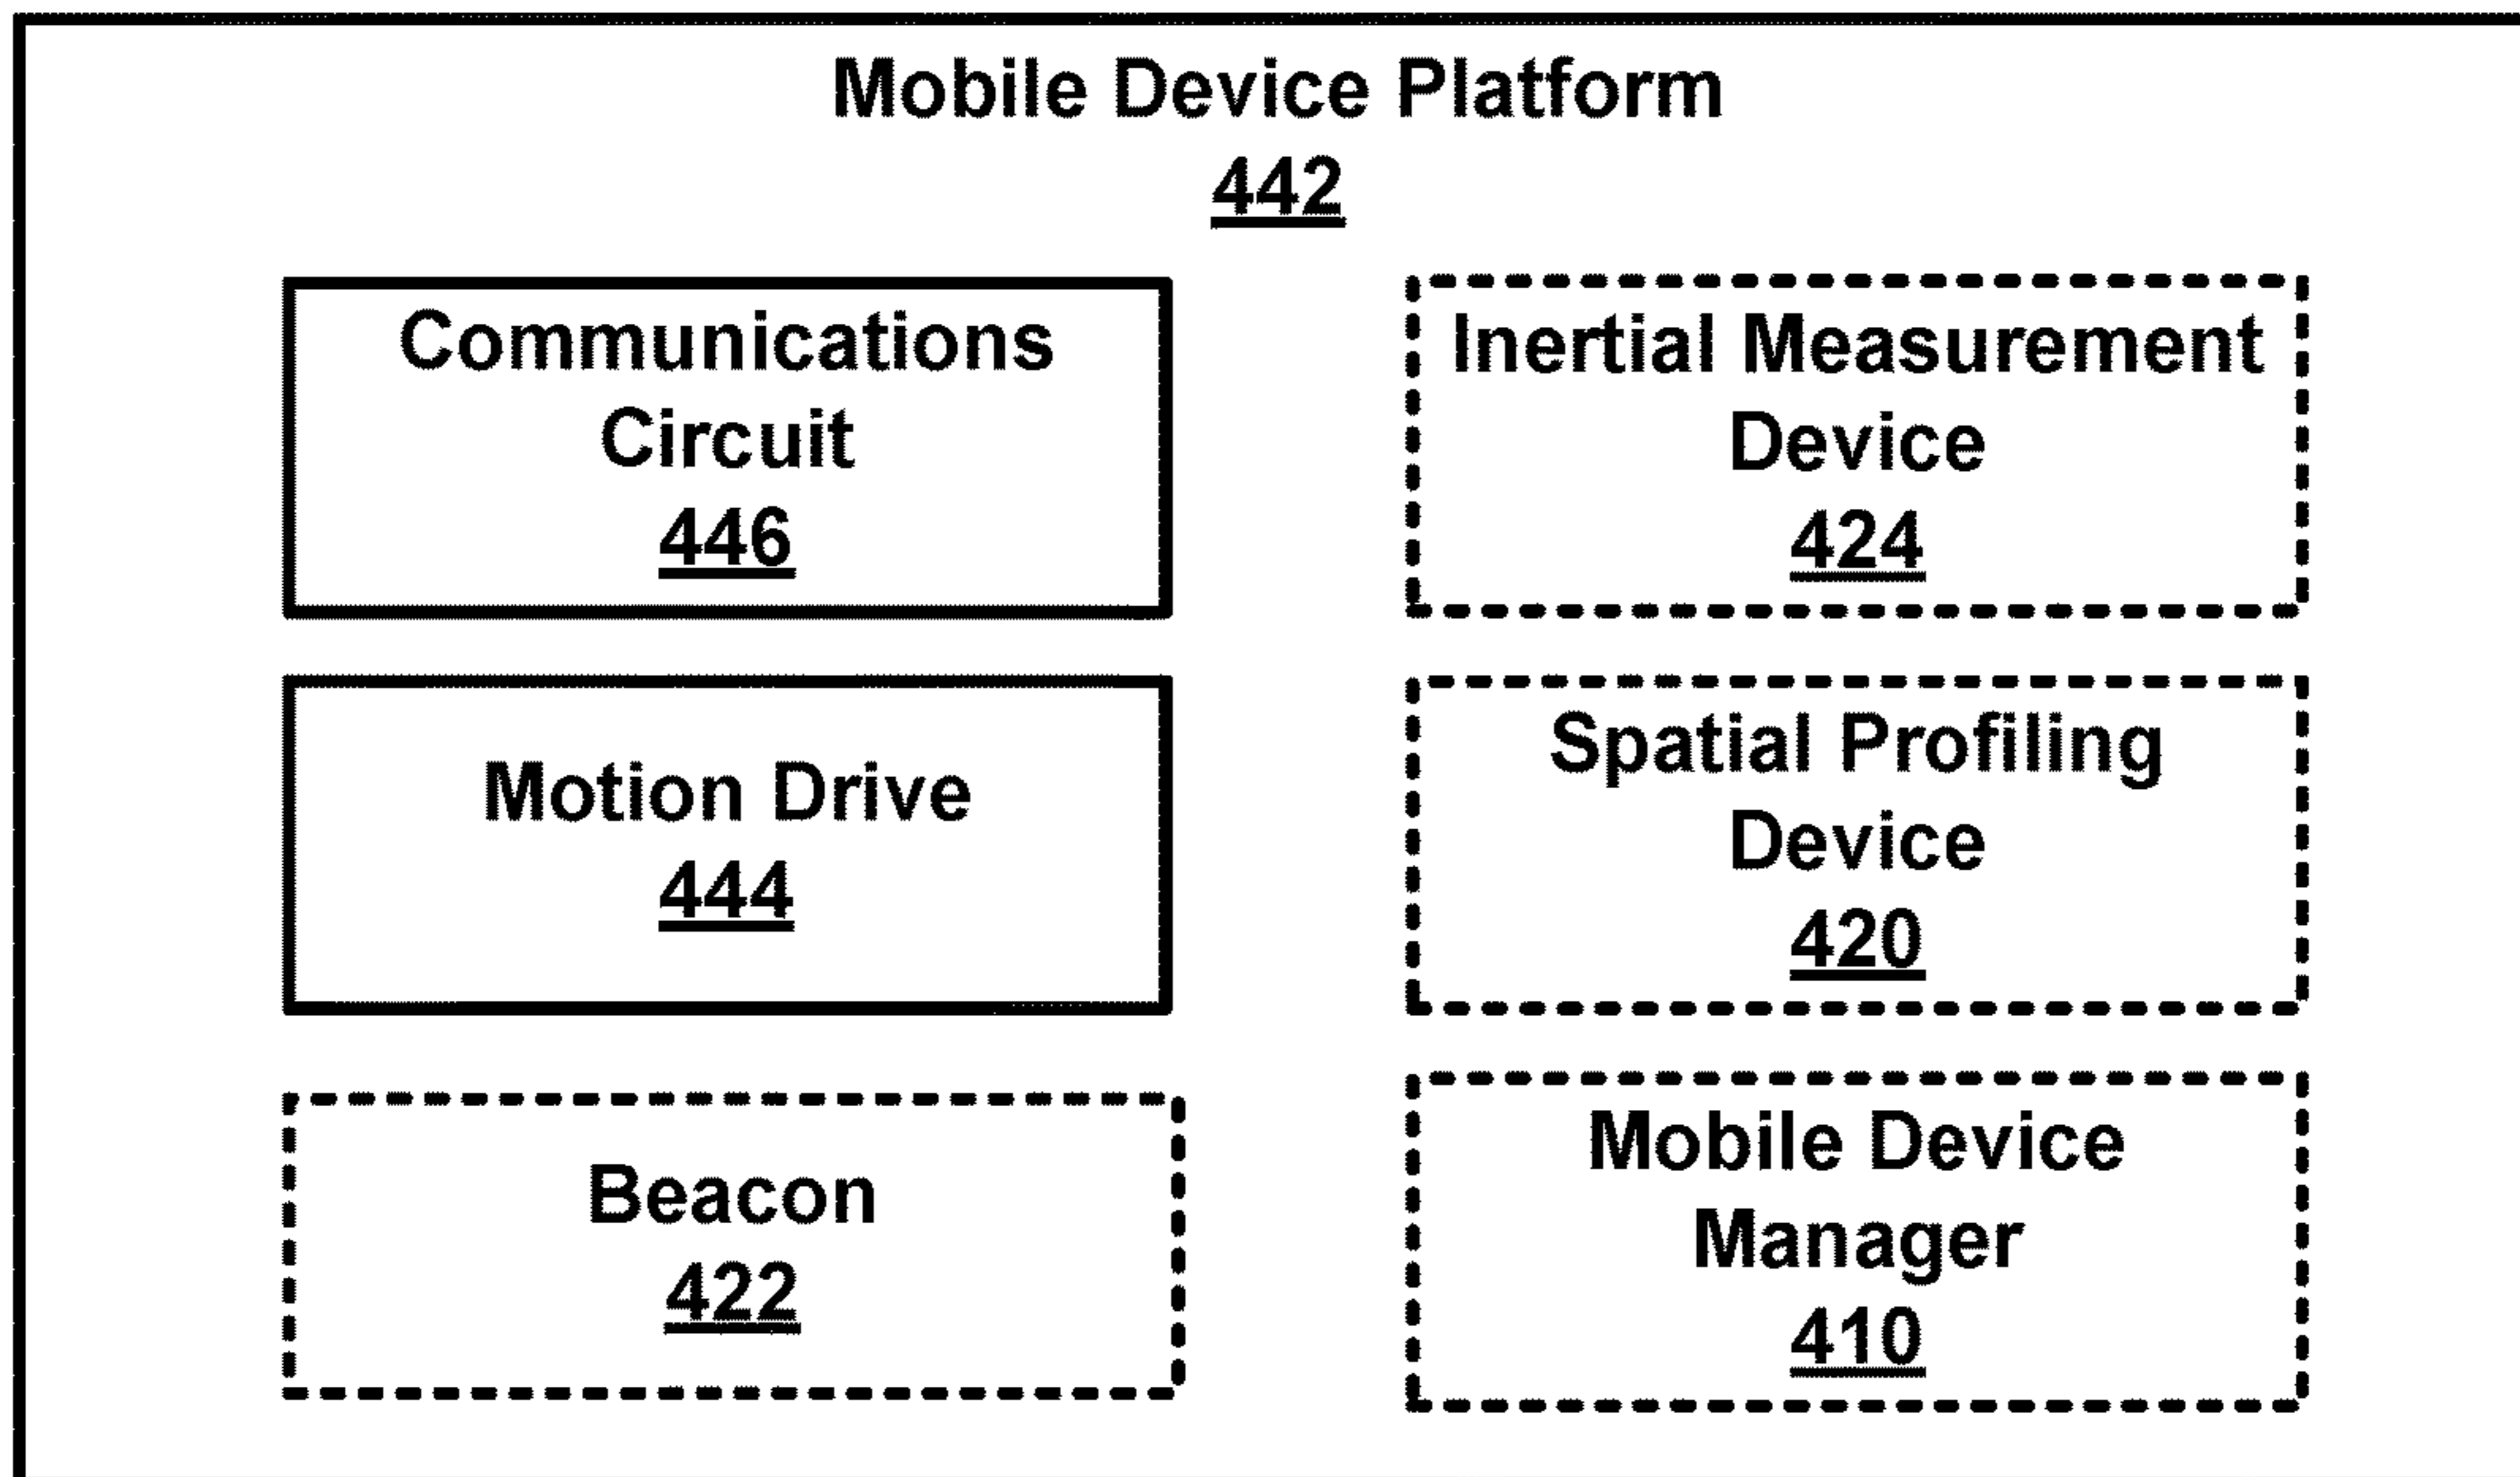 Mobile Device Platform
442
Communications
Circuit
446
Inertial Measurement
Device
424
Motion Drive
444
Spatial Profiling
Device
420
Beacon
422
Mobile Device
Manager
410